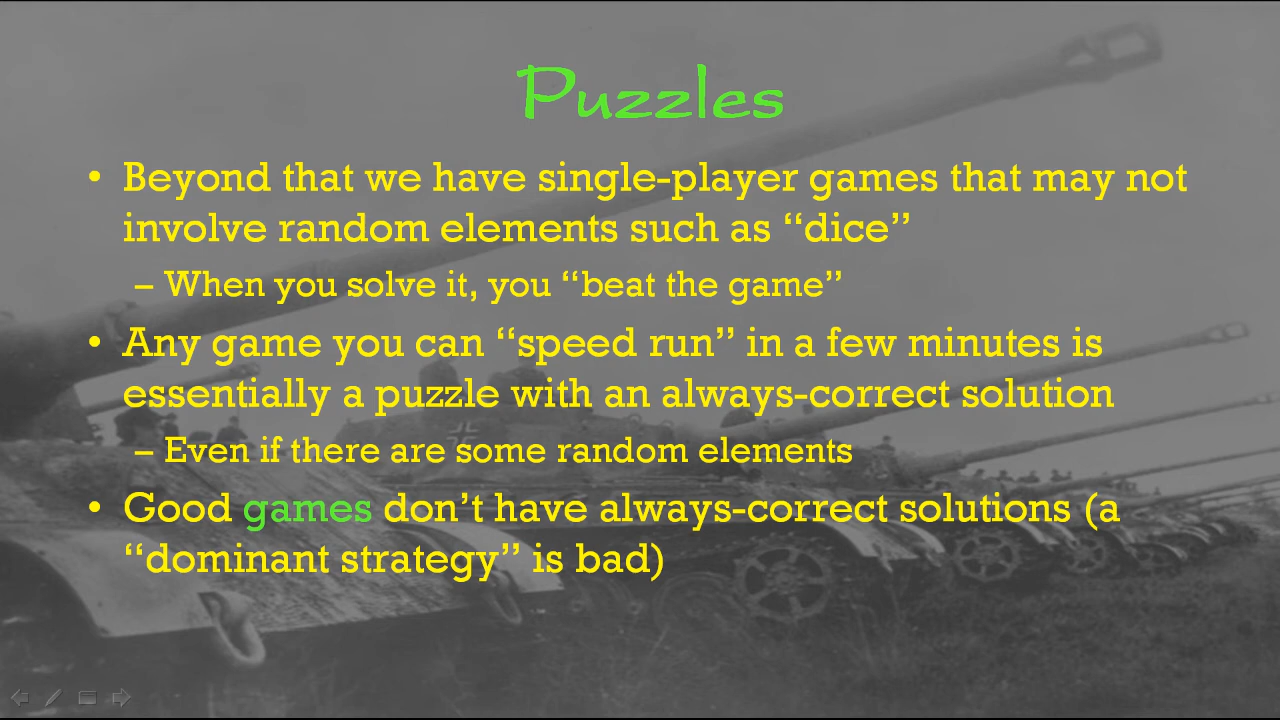 Puzzles
• Beyond that we have single-player games that may not
involve random elements such as “dice”
– When you solve it, you “beat the game”
• Any game you can “speed run” in a few minutes is
essentially a puzzle with an always-correct solution
– Even if there are some random elements
• Good games don’t have always-correct solutions (a
“dominant strategy” is bad)